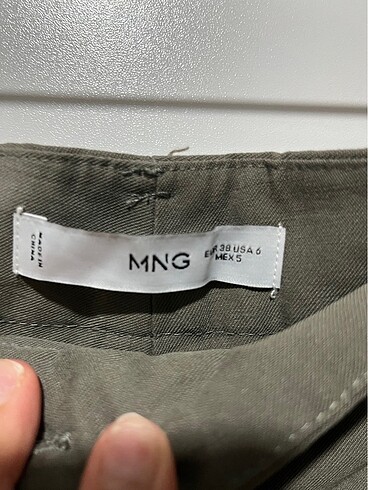 MADE IN
CHINA
MNG
EUR 38 USA 6
MEX 5